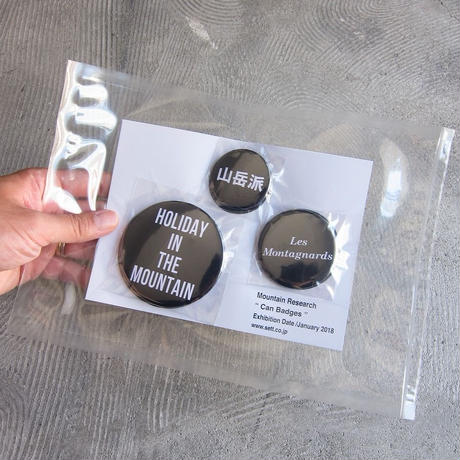 山岳派
HOLIDAY
IN
THE
MOUNTAIN
Les
Montagnards
Mountain Research
" Can Badges "
Exhibition Date /January 2018
www.sett.co.jp